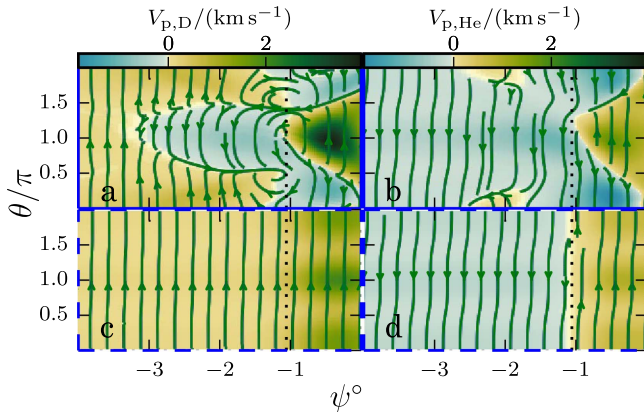 V_{p,D}/(km s^{-1}) V_{p,He}/(km s^{-1})
0 2 0 2
1.5
1.0
0.5
a b
θ/π
1.5
1.0
0.5
c d
−3 −2 −1 −3 −2 −1
ψ°